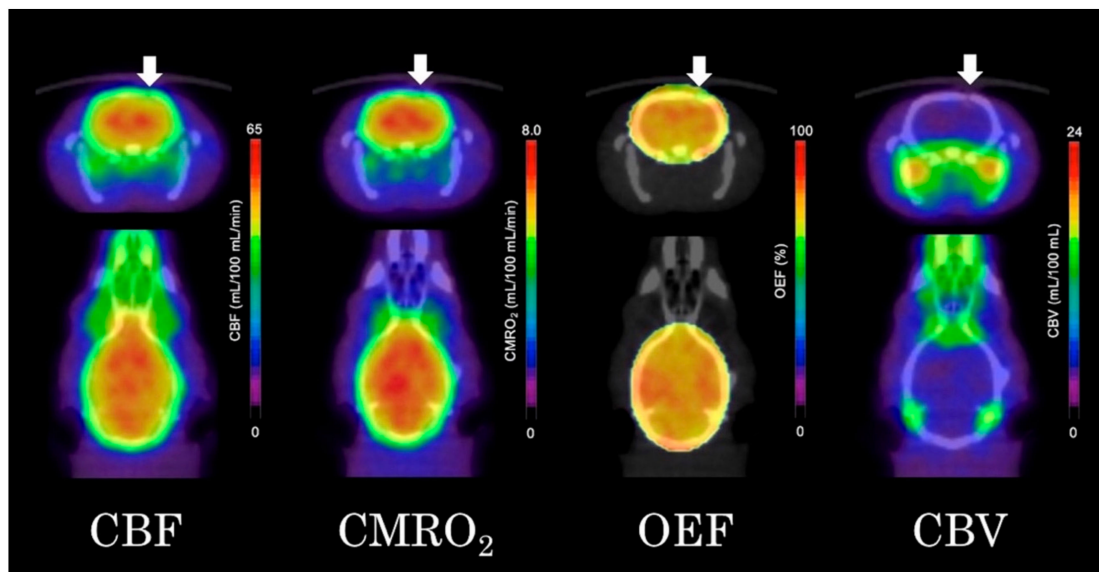 65
CBF (mL/100 mL/min)
0
8.0
CMRO₂ (mL/100 mL/min)
0
100
OEF (%)
0
24
CBV (mL/100 mL)
0
CBF
CMRO₂
OEF
CBV